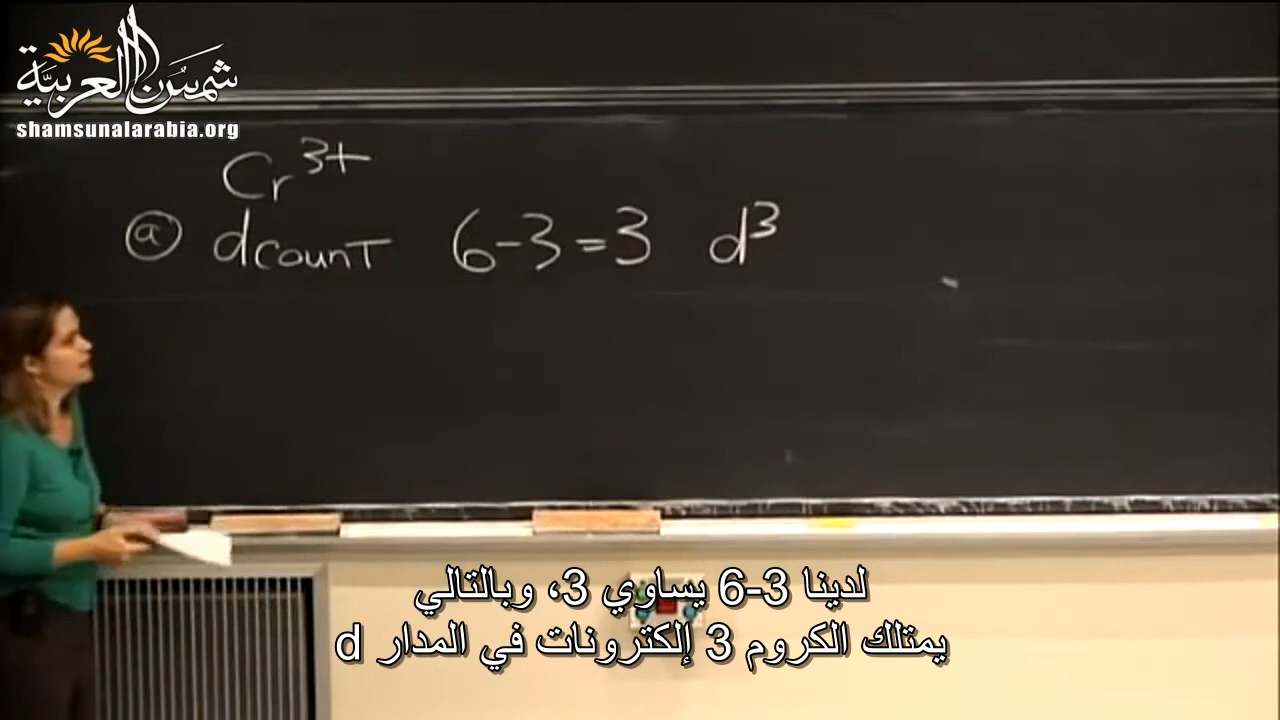 شمس العربية
shamsunalarabia.org
Cr³⁺
ⓐ d count 6-3=3 d³
لدينا 3-6 يساوي 3، وبالتالي
يمتلك الكروم 3 إلكترونات في المدار d